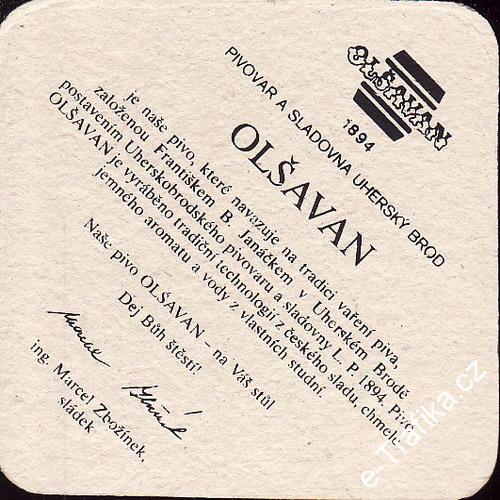 OLŠAVAN
1894
PIVOVAR A SLADOVNA UHERSKÝ BROD
OLŠAVAN
je naše pivo, které navazuje na tradici vaření piva,
založenou Františkem B. Janáčkem v Uherském Brodě
postavením Uherskobrodského pivovaru a sladovny L. P. 1894. Pivo
OLŠAVAN je vyráběno tradiční technologií z českého sladu, chmele
jemného aromatu a vody z vlastních studní.
Naše pivo OLŠAVAN – na Váš stůl
Dej Bůh štěstí!
ing. Marcel Zbožínek,
sládek
e-Trafika.cz